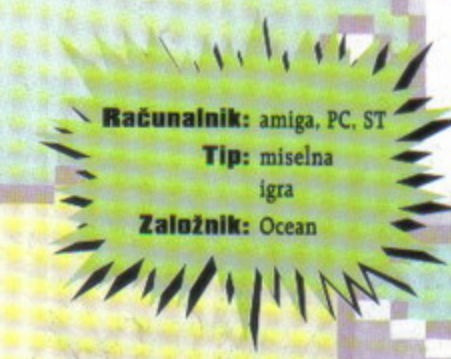 Računalnik: amiga, PC, ST
Tip: miselna
igra
Založnik: Ocean